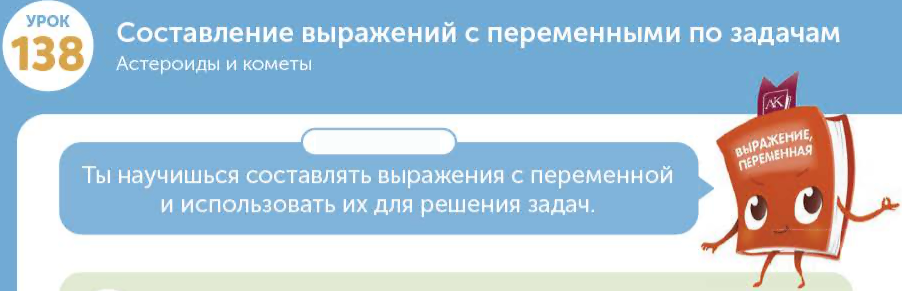 УРОК
138
Составление выражений с переменными по задачам
Астероиды и кометы
АК
ВЫРАЖЕНИЕ,
ПЕРЕМЕННАЯ
Ты научишься составлять выражения с переменной
и использовать их для решения задач.